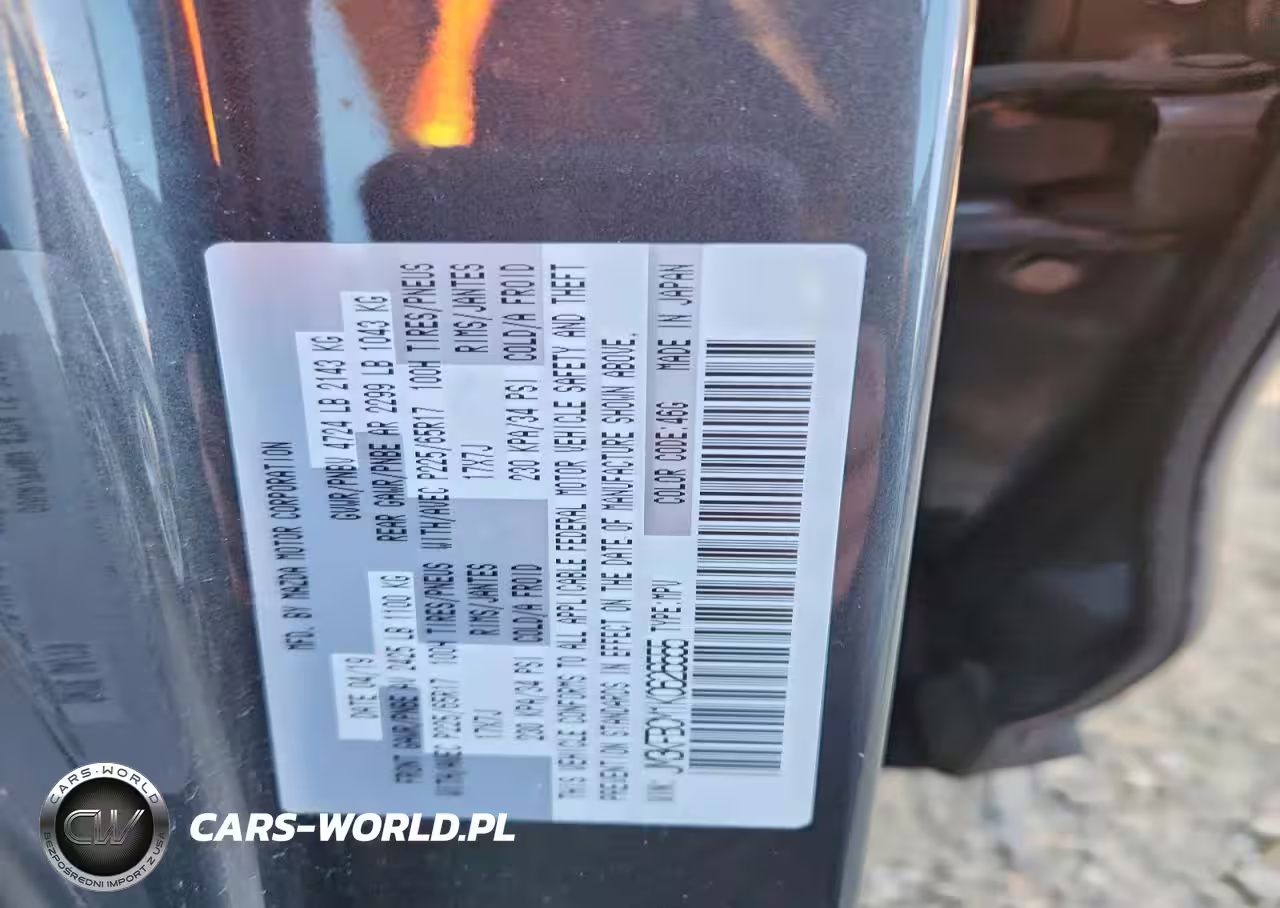 MFD. BY MAZDA MOTOR CORPORATION
DATE 04/19
GVWR/PNBV 4724 LB 2143 KG
FRONT GAWR/PNBE AV 2425 LB 1100 KG
REAR GAWR/PNBE AR 2299 LB 1043 KG
WITH/AVEC P225/65R17 100H TIRES/PNEUS
WITH/AVEC P225/65R17 100H TIRES/PNEUS
17X7J RIMS/JANTES
17X7J RIMS/JANTES
230 KPA/34 PSI COLD/A FROID
230 KPA/34 PSI COLD/A FROID
THIS VEHICLE CONFORMS TO ALL APPLICABLE FEDERAL MOTOR VEHICLE SAFETY AND THEFT
PREVENTION STANDARDS IN EFFECT ON THE DATE OF MANUFACTURE SHOWN ABOVE.
VIN: TYPE:MPV
COLOR CODE:46G MADE IN JAPAN
CARS-WORLD
CW
BEZPOŚREDNI IMPORT Z USA
CARS-WORLD.PL